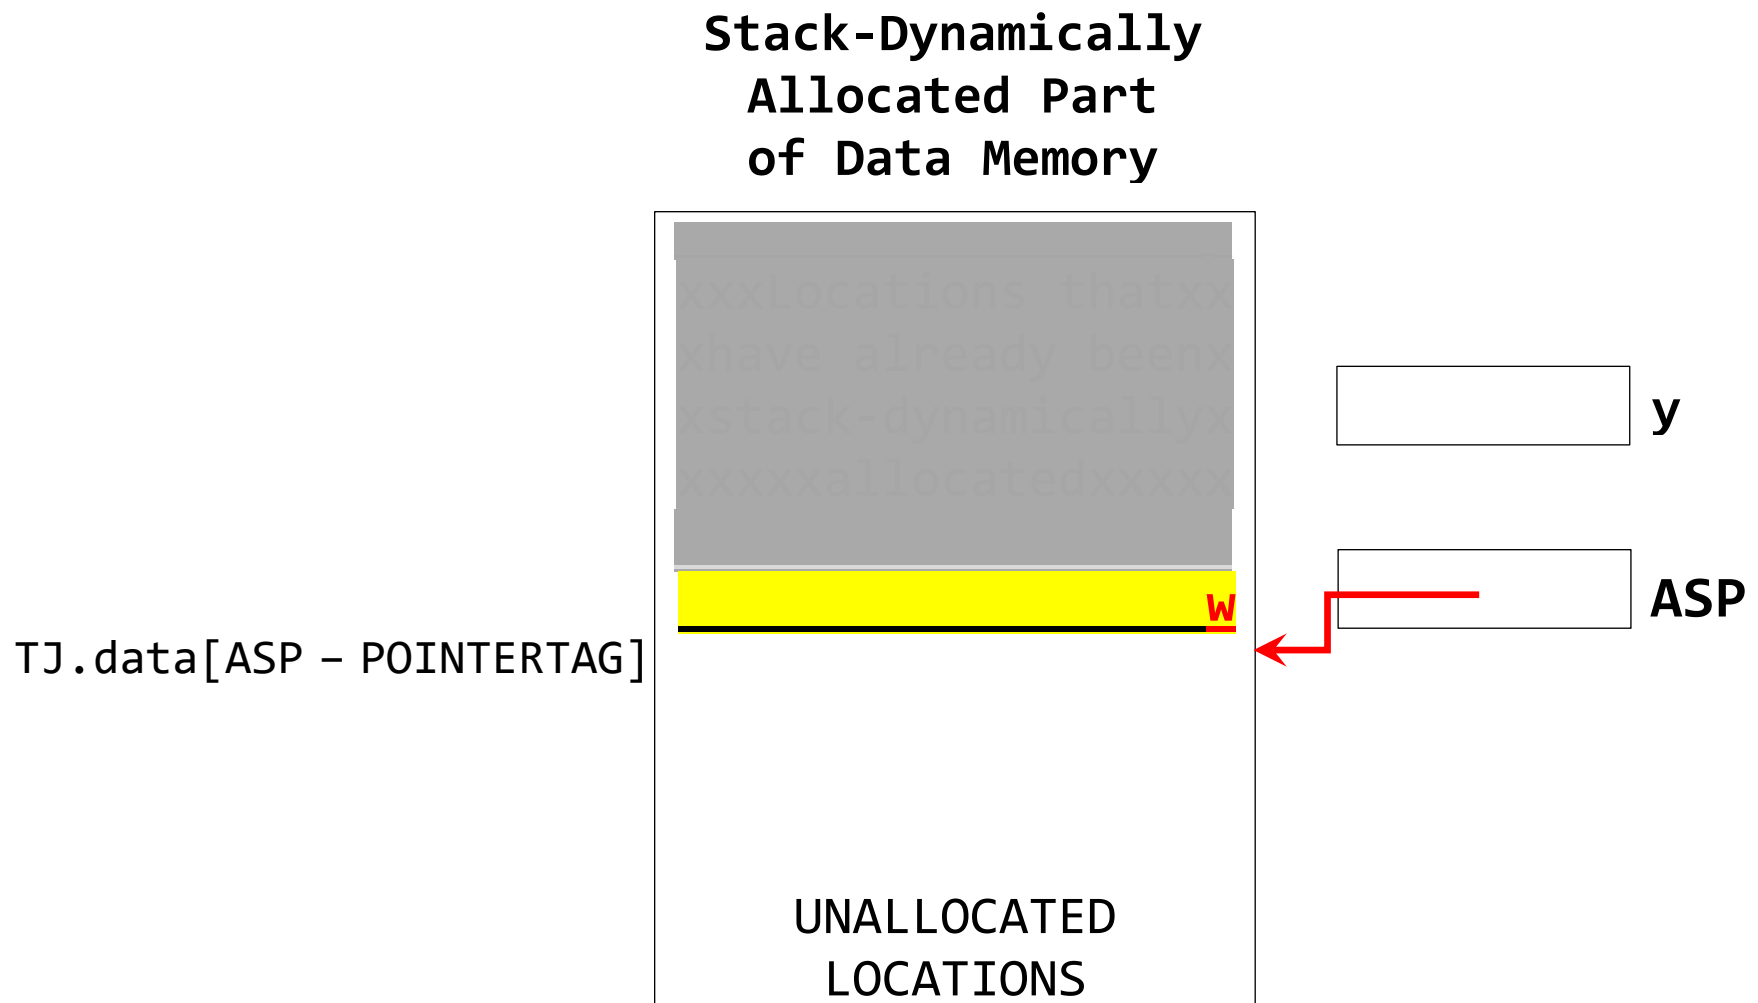 Stack-Dynamically
Allocated Part
of Data Memory
xxxLocations thatxx
xhave already beenx
xstack-dynamicallyx
xxxxxallocatedxxxxx
y
w
ASP
TJ.data[ASP – POINTERTAG]
UNALLOCATED
LOCATIONS